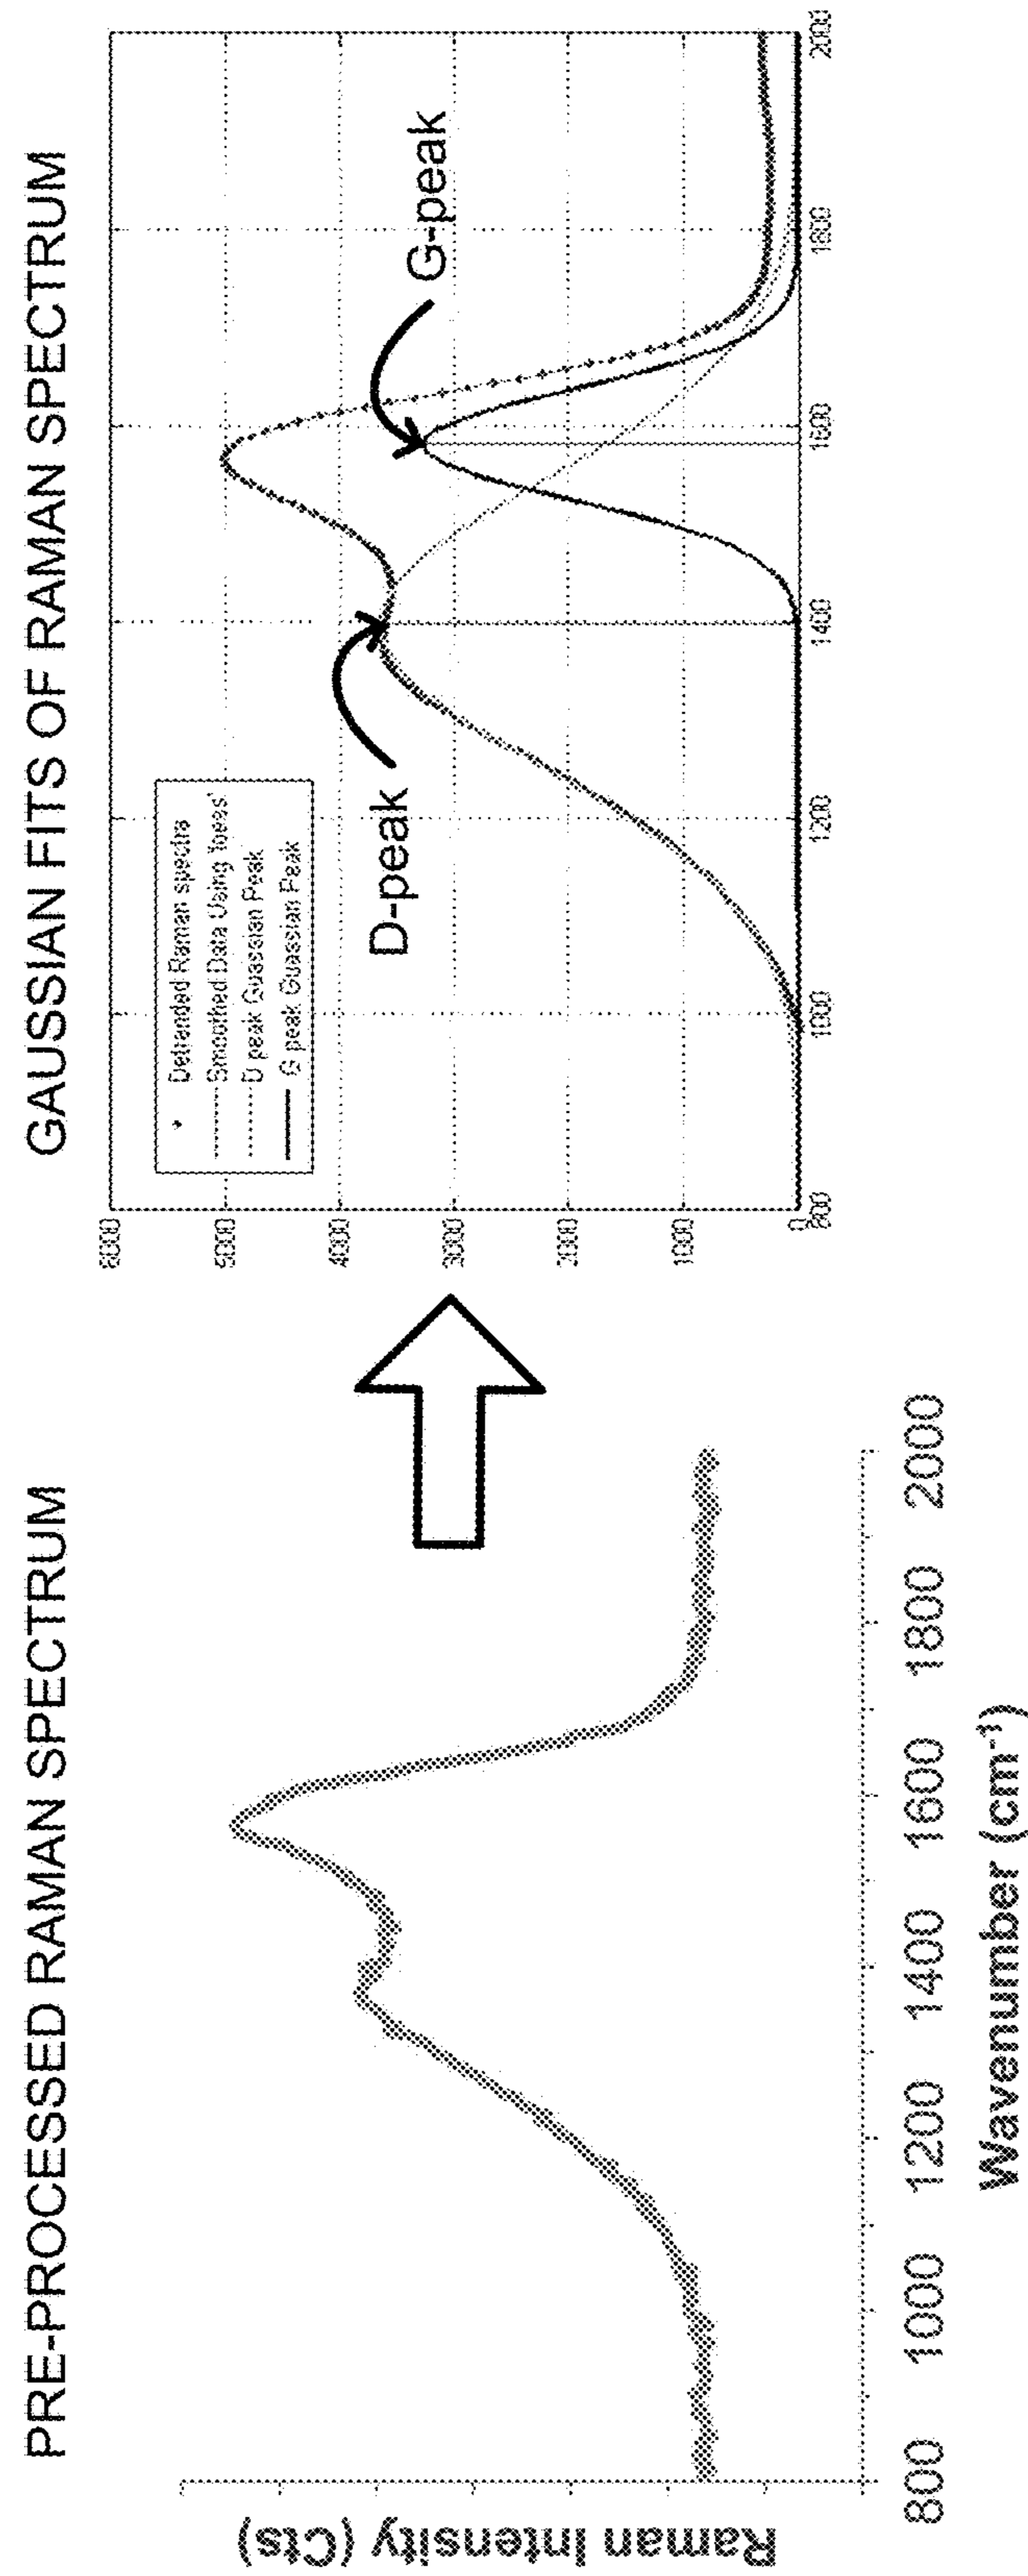 PRE-PROCESSED RAMAN SPECTRUM
Raman Intensity (Cts)
800 1000 1200 1400 1600 1800 2000
Wavenumber (cm-1)
GAUSSIAN FITS OF RAMAN SPECTRUM
6000
5000
4000
3000
2000
1000
0
Detrended Raman spectra
Smoothed Data Using 'loess'
D peak Guassian Peak
G peak Guassian Peak
D-peak
G-peak
800 1000 1200 1400 1600 1800 2000